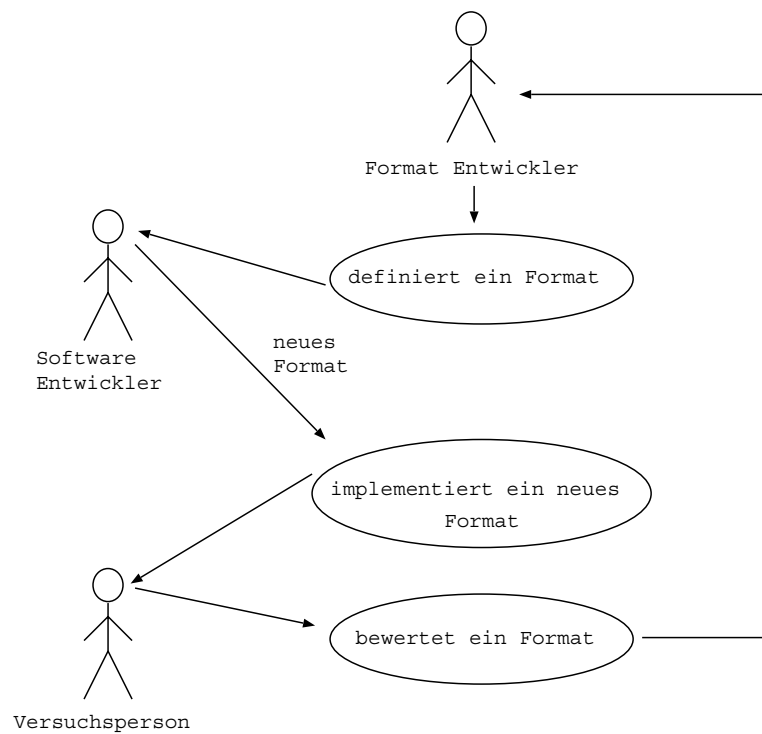 Format Entwickler
definiert ein Format
neues
Format
Software
Entwickler
implementiert ein neues
Format
bewertet ein Format
Versuchsperson